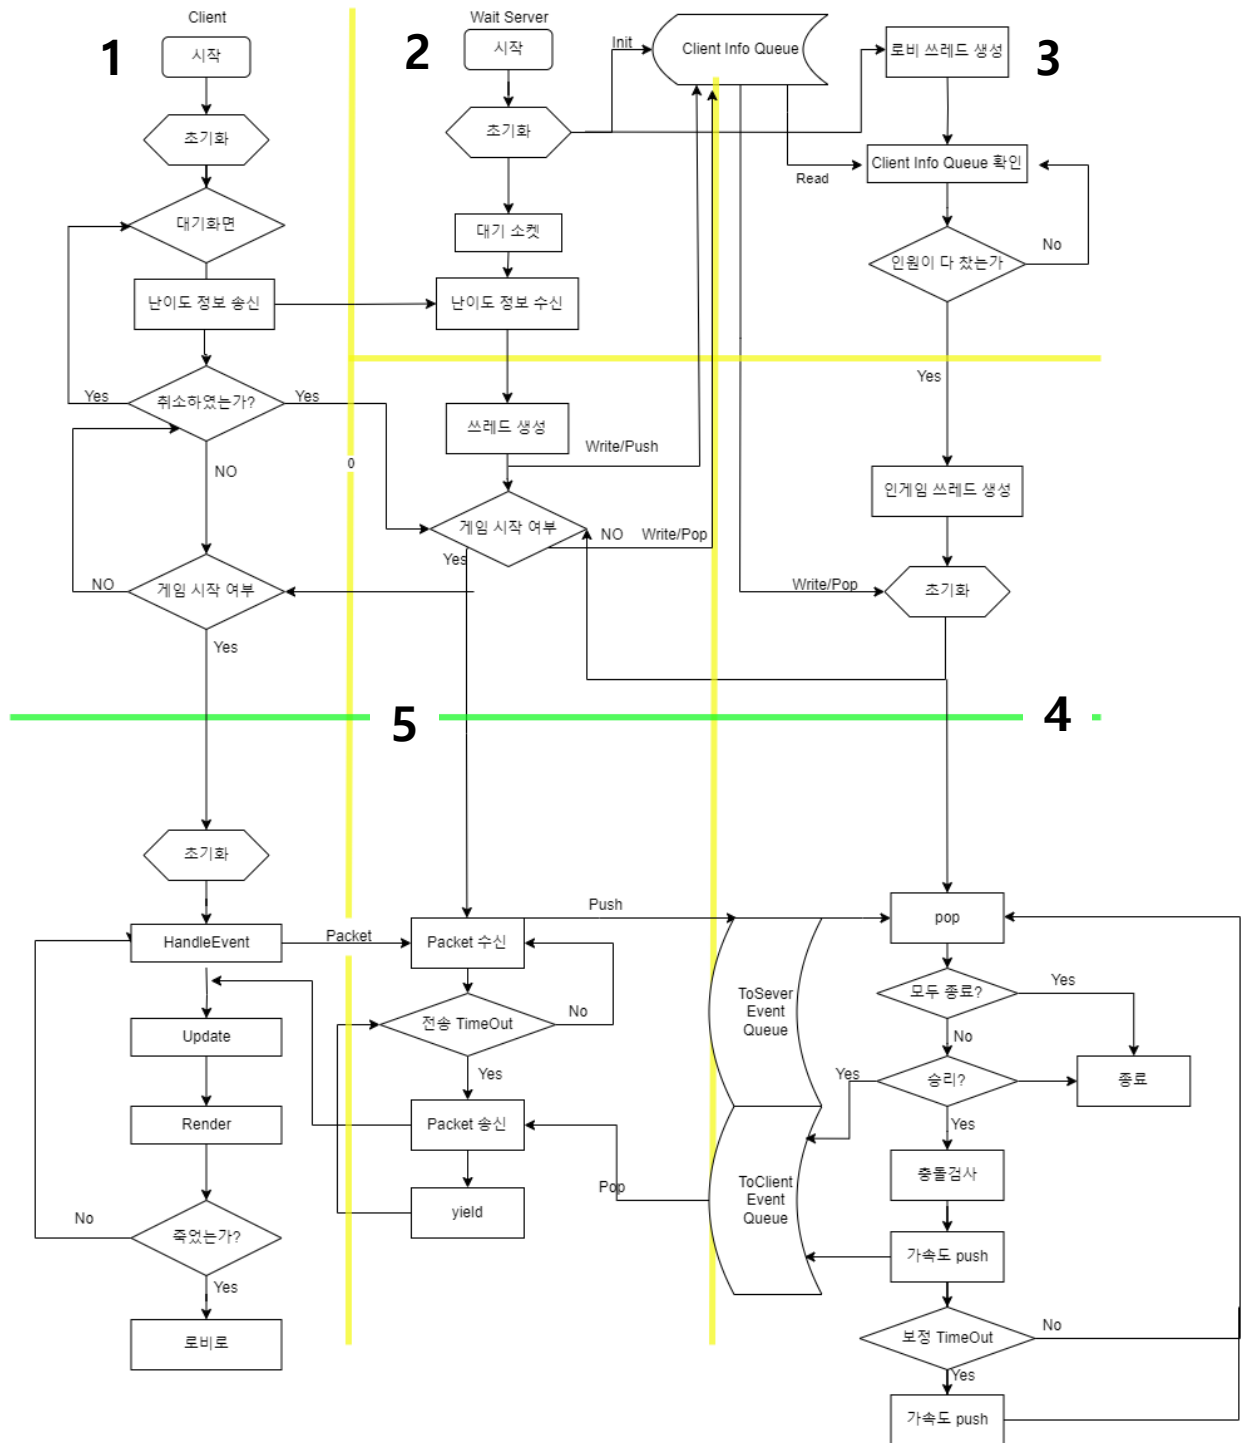 Client
1
시작
초기화
대기화면
난이도 정보 송신
취소하였는가?
Yes
Yes
NO
게임 시작 여부
NO
Yes
0
Wait Server
2
시작
초기화
대기 소켓
난이도 정보 수신
쓰레드 생성
Write/Push
게임 시작 여부
NO
Write/Pop
Yes
Init
Client Info Queue
Read
3
로비 쓰레드 생성
Client Info Queue 확인
인원이 다 찼는가
No
Yes
인게임 쓰레드 생성
Write/Pop
초기화
5
4
초기화
HandleEvent
Packet
Update
Render
죽었는가?
No
Yes
로비로
Packet 수신
Push
전송 TimeOut
No
Yes
Packet 송신
Pop
yield
ToSever
Event
Queue
ToClient
Event
Queue
pop
모두 종료?
Yes
No
승리?
Yes
종료
Yes
충돌검사
가속도 push
보정 TimeOut
No
Yes
가속도 push